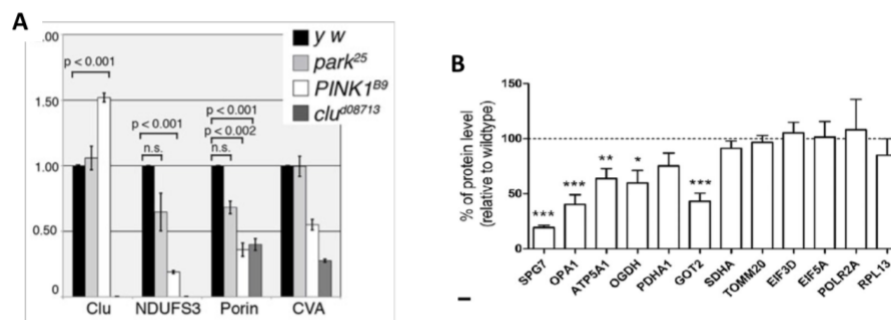 A
.00
1.50
1.00
0.50
0
p < 0.001
p < 0.001
n.s.
p < 0.001
p < 0.002
n.s.
y w
park25
PINK1B9
clud08713
Clu NDUFS3 Porin CVA
B
% of protein level
(relative to wildtype)
150
100
50
0
***
***
**
*
***
SPG7
OPA1
ATP5A1
OGDH
PDHA1
GOT2
SDHA
TOMM20
EIF3D
EIF5A
POLR2A
RPL13